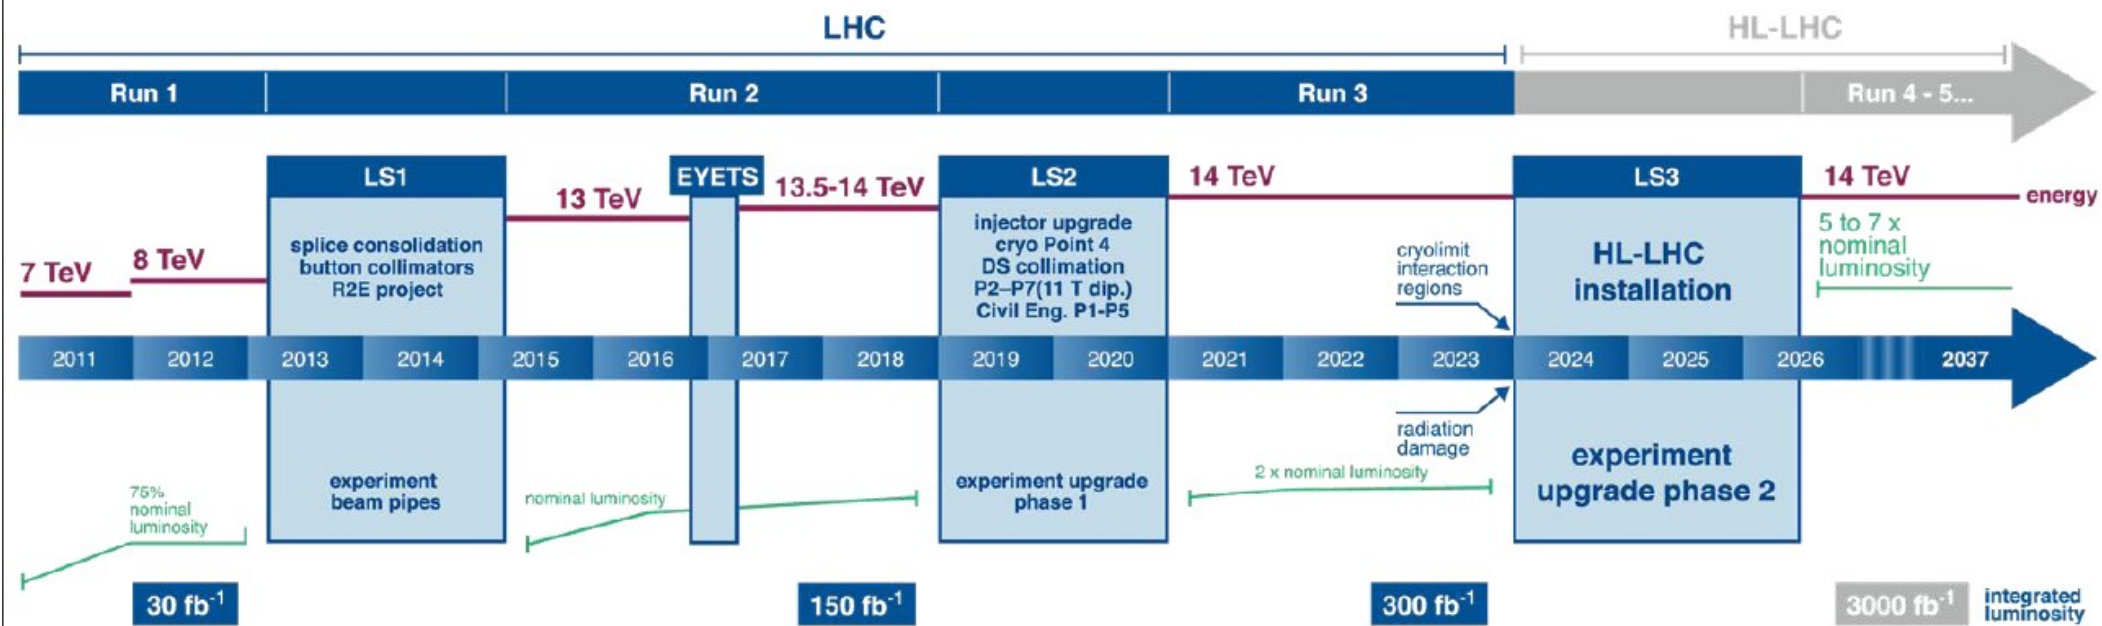 LHC
HL-LHC
Run 1
Run 2
Run 3
Run 4 - 5...
LS1
EYETS
LS2
LS3
7 TeV
8 TeV
13 TeV
13.5-14 TeV
14 TeV
14 TeV
energy
splice consolidation
button collimators
R2E project
injector upgrade
cryo Point 4
DS collimation
P2–P7(11 T dip.)
Civil Eng. P1-P5
cryolimit
interaction
regions
HL-LHC
installation
5 to 7 x
nominal
luminosity
2011
2012
2013
2014
2015
2016
2017
2018
2019
2020
2021
2022
2023
2024
2025
2026
2037
75%
nominal
luminosity
experiment
beam pipes
nominal luminosity
experiment upgrade
phase 1
2 x nominal luminosity
radiation
damage
experiment
upgrade phase 2
30 fb⁻¹
150 fb⁻¹
300 fb⁻¹
3000 fb⁻¹
integrated
luminosity